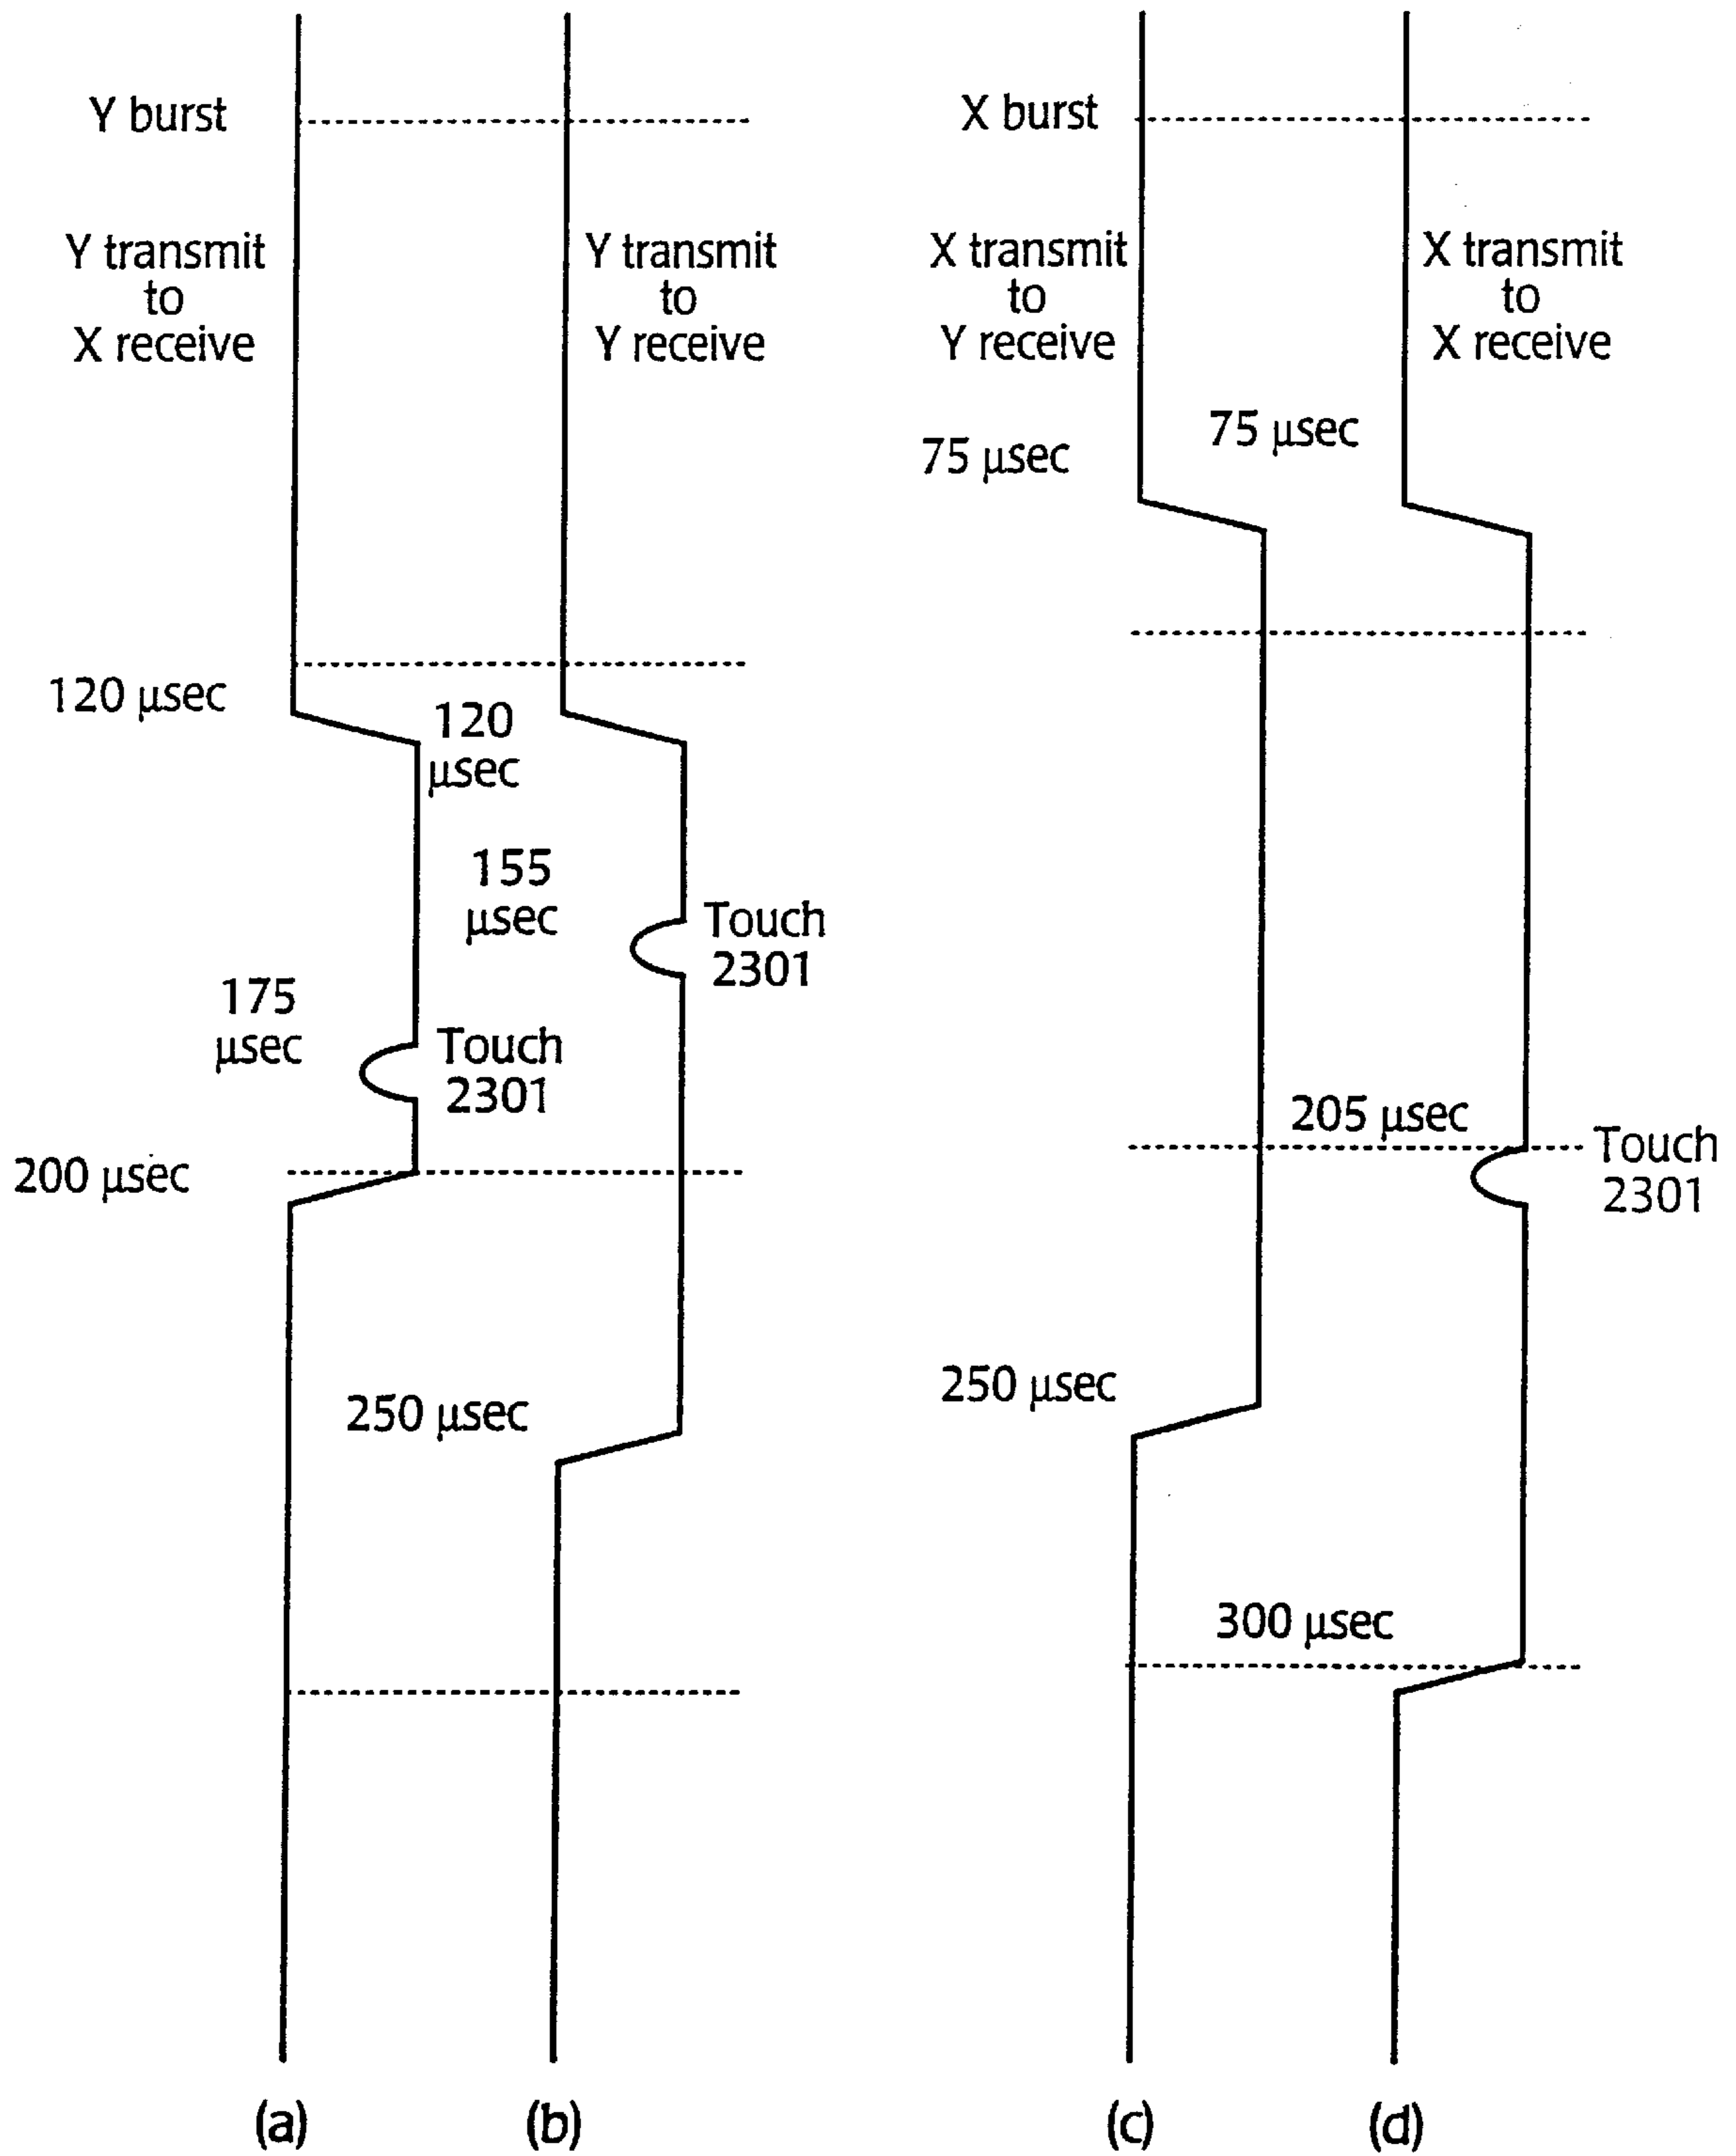 Y burst
Y transmit
to
X receive
Y transmit
to
Y receive
120 μsec
120
μsec
155
μsec
Touch
2301
175
μsec
Touch
2301
200 μsec
250 μsec
(a)
(b)
X burst
X transmit
to
Y receive
X transmit
to
X receive
75 μsec
75 μsec
205 μsec
Touch
2301
250 μsec
300 μsec
(c)
(d)